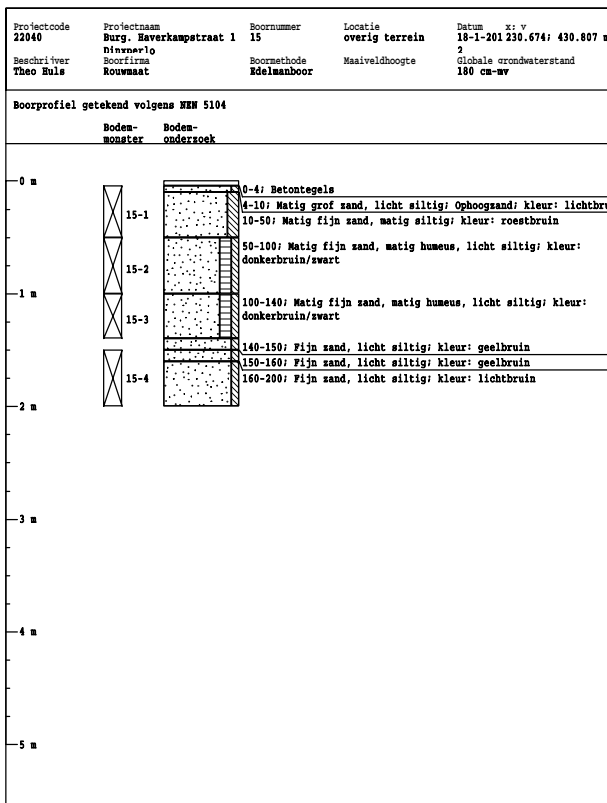 Projectcode Projectnaam Boornummer Locatie Datum x; y
22040 Burg. Haverkampstraat 1 15 overig terrein 18-1-201 230.674; 430.807 m
Dinxperlo 2
Beschrijver Boorfirma Boormethode Maaiveldhoogte Globale grondwaterstand
Theo Huls Rouwmaat Edelmanboor 180 cm-mv
Boorprofiel getekend volgens NEN 5104
Bodem- Bodem-
monster onderzoek
0 m
0-4; Betontegels
4-10; Matig grof zand, licht siltig; Ophoogzand; kleur: lichtbru
15-1 10-50; Matig fijn zand, matig siltig; kleur: roestbruin
50-100; Matig fijn zand, matig humeus, licht siltig; kleur:
donkerbruin/zwart
15-2
1 m
100-140; Matig fijn zand, matig humeus, licht siltig; kleur:
donkerbruin/zwart
15-3
140-150; Fijn zand, licht siltig; kleur: geelbruin
150-160; Fijn zand, licht siltig; kleur: geelbruin
15-4 160-200; Fijn zand, licht siltig; kleur: lichtbruin
2 m
3 m
4 m
5 m